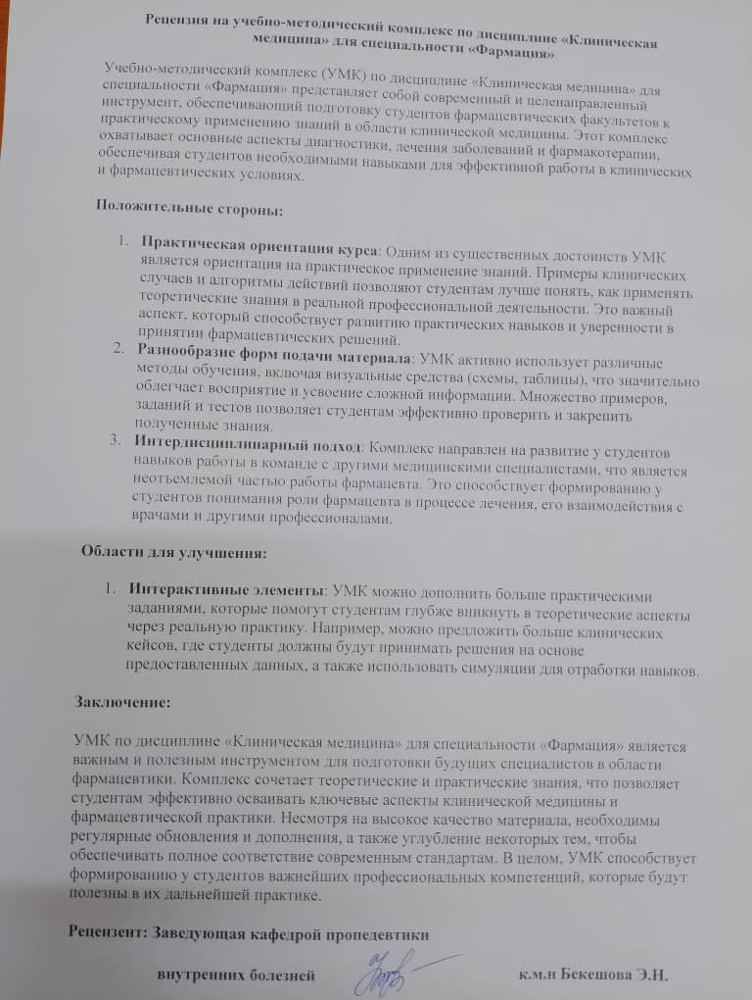 Рецензия на учебно-методический комплекс по дисциплине «Клиническая
медицина» для специальности «Фармация»
Учебно-методический комплекс (УМК) по дисциплине «Клиническая медицина» для
специальности «Фармация» представляет собой современный и целенаправленный
инструмент, обеспечивающий подготовку студентов фармацевтических факультетов к
практическому применению знаний в области клинической медицины. Этот комплекс
охватывает основные аспекты диагностики, лечения заболеваний и фармакотерапии,
обеспечивая студентов необходимыми навыками для эффективной работы в клинических
и фармацевтических условиях.
Положительные стороны:
1. Практическая ориентация курса: Одним из существенных достоинств УМК
является ориентация на практическое применение знаний. Примеры клинических
случаев и алгоритмы действий позволяют студентам лучше понять, как применять
теоретические знания в реальной профессиональной деятельности. Это важный
аспект, который способствует развитию практических навыков и уверенности в
принятии фармацевтических решений.
2. Разнообразие форм подачи материала: УМК активно использует различные
методы обучения, включая визуальные средства (схемы, таблицы), что значительно
облегчает восприятие и усвоение сложной информации. Множество примеров,
заданий и тестов позволяет студентам эффективно проверить и закрепить
полученные знания.
3. Интердисциплинарный подход: Комплекс направлен на развитие у студентов
навыков работы в команде с другими медицинскими специалистами, что является
неотъемлемой частью работы фармацевта. Это способствует формированию у
студентов понимания роли фармацевта в процессе лечения, его взаимодействия с
врачами и другими профессионалами.
Области для улучшения:
1. Интерактивные элементы: УМК можно дополнить больше практическими
заданиями, которые помогут студентам глубже вникнуть в теоретические аспекты
через реальную практику. Например, можно предложить больше клинических
кейсов, где студенты должны будут принимать решения на основе
предоставленных данных, а также использовать симуляции для отработки навыков.
Заключение:
УМК по дисциплине «Клиническая медицина» для специальности «Фармация» является
важным и полезным инструментом для подготовки будущих специалистов в области
фармацевтики. Комплекс сочетает теоретические и практические знания, что позволяет
студентам эффективно осваивать ключевые аспекты клинической медицины и
фармацевтической практики. Несмотря на высокое качество материала, необходимы
регулярные обновления и дополнения, а также углубление некоторых тем, чтобы
обеспечивать полное соответствие современным стандартам. В целом, УМК способствует
формированию у студентов важнейших профессиональных компетенций, которые будут
полезны в их дальнейшей практике.
Рецензент: Заведующая кафедрой пропедевтики
внутренних болезней к.м.н Бекешова Э.Н.